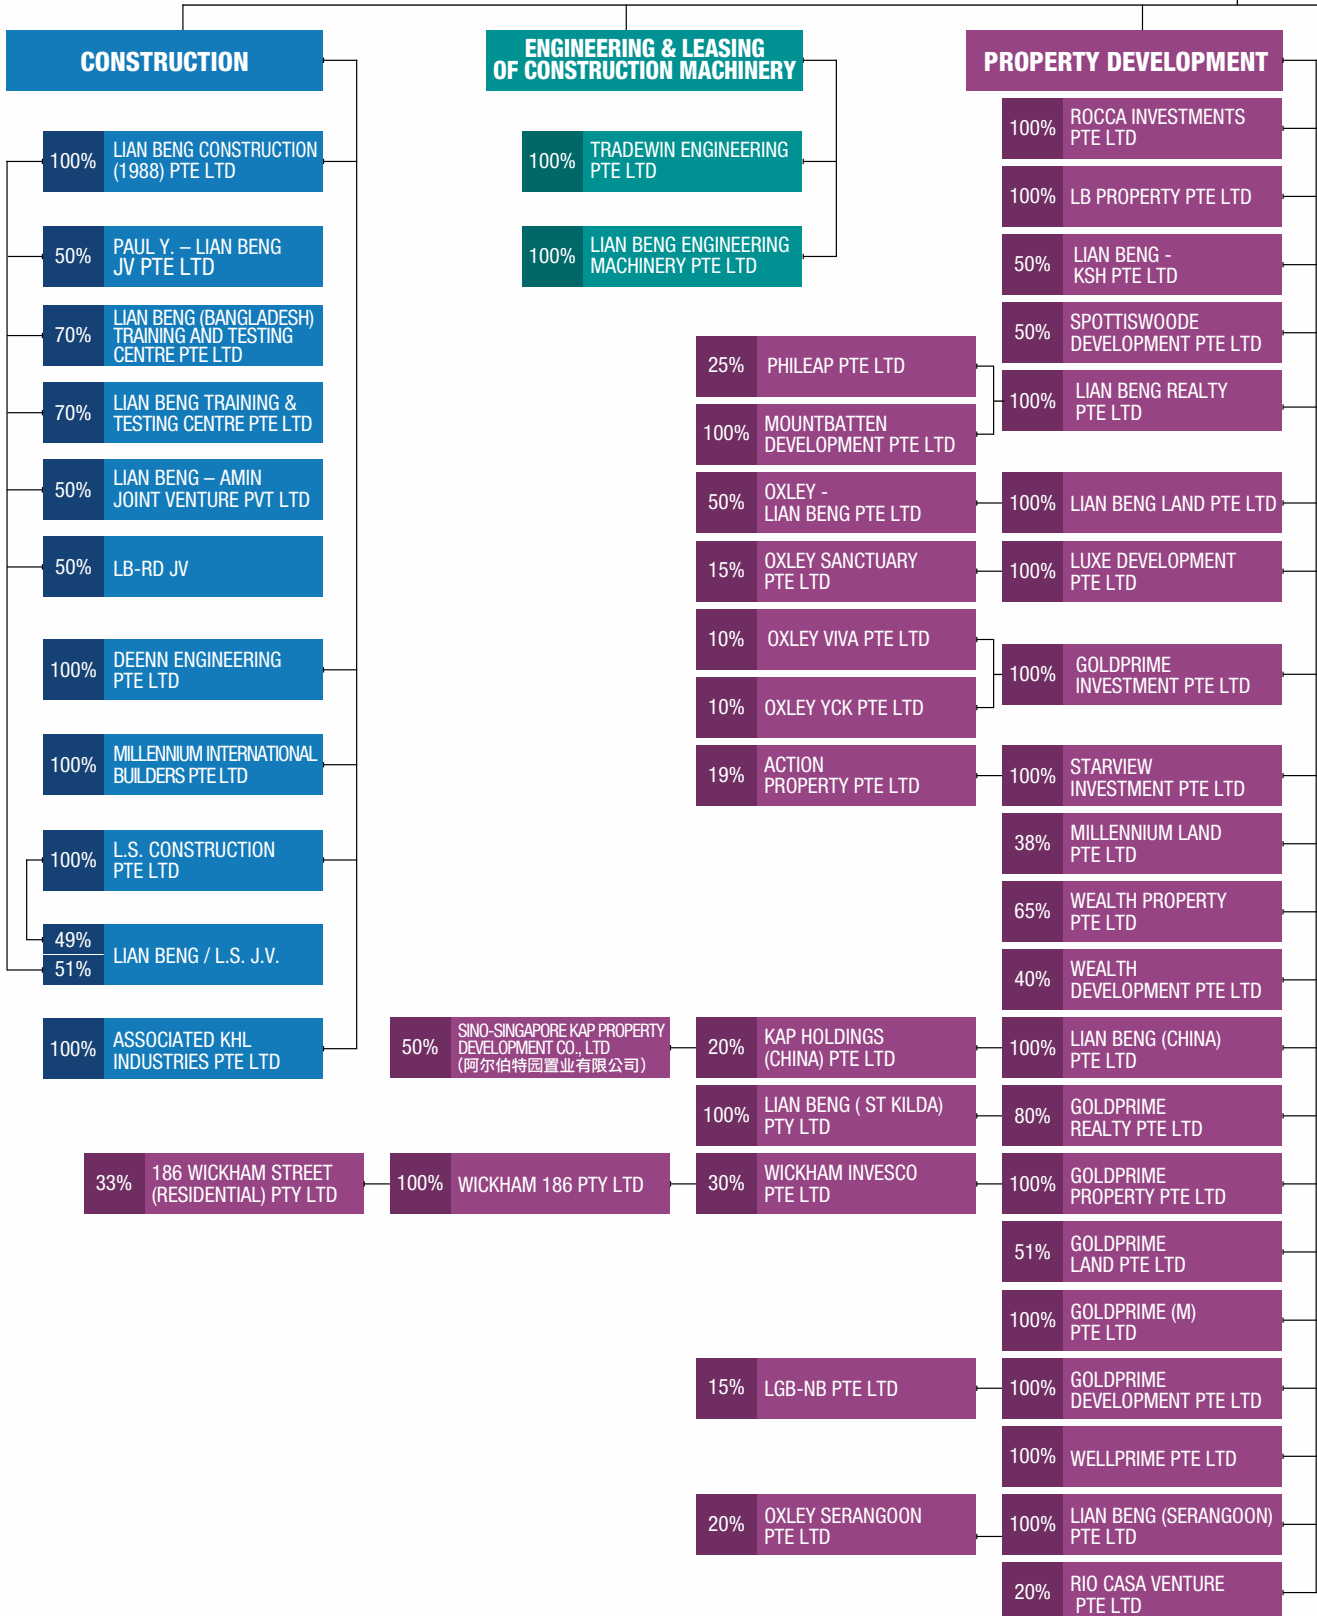 CONSTRUCTION
100%
LIAN BENG CONSTRUCTION
(1988) PTE LTD
50%
PAUL Y. – LIAN BENG
JV PTE LTD
70%
LIAN BENG (BANGLADESH)
TRAINING AND TESTING
CENTRE PTE LTD
70%
LIAN BENG TRAINING &
TESTING CENTRE PTE LTD
50%
LIAN BENG – AMIN
JOINT VENTURE PVT LTD
50%
LB-RD JV
100%
DEENN ENGINEERING
PTE LTD
100%
MILLENNIUM INTERNATIONAL
BUILDERS PTE LTD
100%
L.S. CONSTRUCTION
PTE LTD
49%
51%
LIAN BENG / L.S. J.V.
100%
ASSOCIATED KHL
INDUSTRIES PTE LTD
ENGINEERING & LEASING
OF CONSTRUCTION MACHINERY
100%
TRADEWIN ENGINEERING
PTE LTD
100%
LIAN BENG ENGINEERING
MACHINERY PTE LTD
PROPERTY DEVELOPMENT
100%
ROCCA INVESTMENTS
PTE LTD
100%
LB PROPERTY PTE LTD
50%
LIAN BENG -
KSH PTE LTD
50%
SPOTTISWOODE
DEVELOPMENT PTE LTD
25%
PHILEAP PTE LTD
100%
MOUNTBATTEN
DEVELOPMENT PTE LTD
100%
LIAN BENG REALTY
PTE LTD
50%
OXLEY -
LIAN BENG PTE LTD
100%
LIAN BENG LAND PTE LTD
15%
OXLEY SANCTUARY
PTE LTD
100%
LUXE DEVELOPMENT
PTE LTD
10%
OXLEY VIVA PTE LTD
10%
OXLEY YCK PTE LTD
100%
GOLDPRIME
INVESTMENT PTE LTD
19%
ACTION
PROPERTY PTE LTD
100%
STARVIEW
INVESTMENT PTE LTD
38%
MILLENNIUM LAND
PTE LTD
65%
WEALTH PROPERTY
PTE LTD
40%
WEALTH
DEVELOPMENT PTE LTD
50%
SINO-SINGAPORE KAP PROPERTY
DEVELOPMENT CO., LTD
(阿尔伯特园置业有限公司)
20%
KAP HOLDINGS
(CHINA) PTE LTD
100%
LIAN BENG (CHINA)
PTE LTD
100%
LIAN BENG ( ST KILDA)
PTY LTD
80%
GOLDPRIME
REALTY PTE LTD
33%
186 WICKHAM STREET
(RESIDENTIAL) PTY LTD
100%
WICKHAM 186 PTY LTD
30%
WICKHAM INVESCO
PTE LTD
100%
GOLDPRIME
PROPERTY PTE LTD
51%
GOLDPRIME
LAND PTE LTD
100%
GOLDPRIME (M)
PTE LTD
15%
LGB-NB PTE LTD
100%
GOLDPRIME
DEVELOPMENT PTE LTD
100%
WELLPRIME PTE LTD
20%
OXLEY SERANGOON
PTE LTD
100%
LIAN BENG (SERANGOON)
PTE LTD
20%
RIO CASA VENTURE
PTE LTD